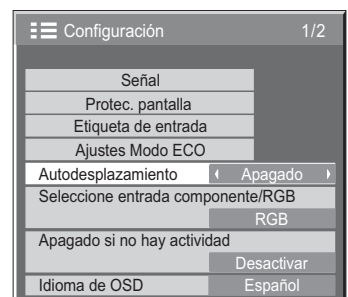 Configuración 1/2
Señal
Protec. pantalla
Etiqueta de entrada
Ajustes Modo ECO
Autodesplazamiento Apagado
Seleccione entrada componente/RGB
RGB
Apagado si no hay activida
Desactivar
Idioma de OSD Español